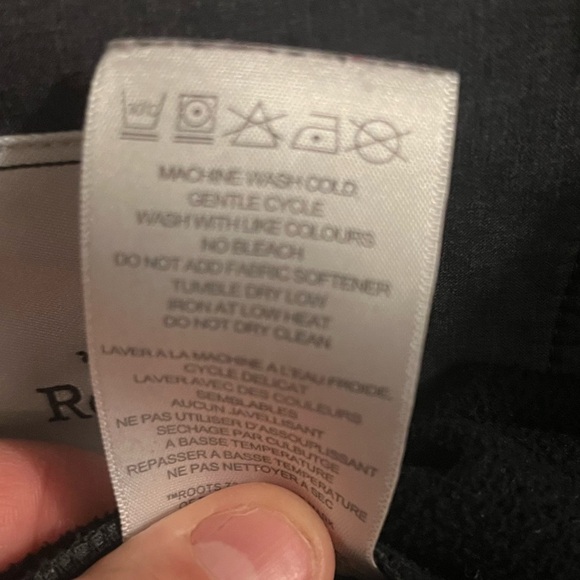 MACHINE WASH COLD
GENTLE CYCLE
WASH WITH LIKE COLOURS
NO BLEACH
DO NOT ADD FABRIC SOFTENER
TUMBLE DRY LOW
IRON AT LOW HEAT
DO NOT DRY CLEAN
LAVER A LA MACHINE A L'EAU FROIDE,
CYCLE DELICAT
LAVER AVEC DES COULEURS
SEMBLABLES
AUCUN JAVELLISANT
NE PAS UTILISER D'ASSOUPLISSANT
SECHAGE PAR CULBUTAGE
A BASSE TEMPERATURE
REPASSER A BASSE TEMPERATURE
NE PAS NETTOYER A SEC
™ROOTS